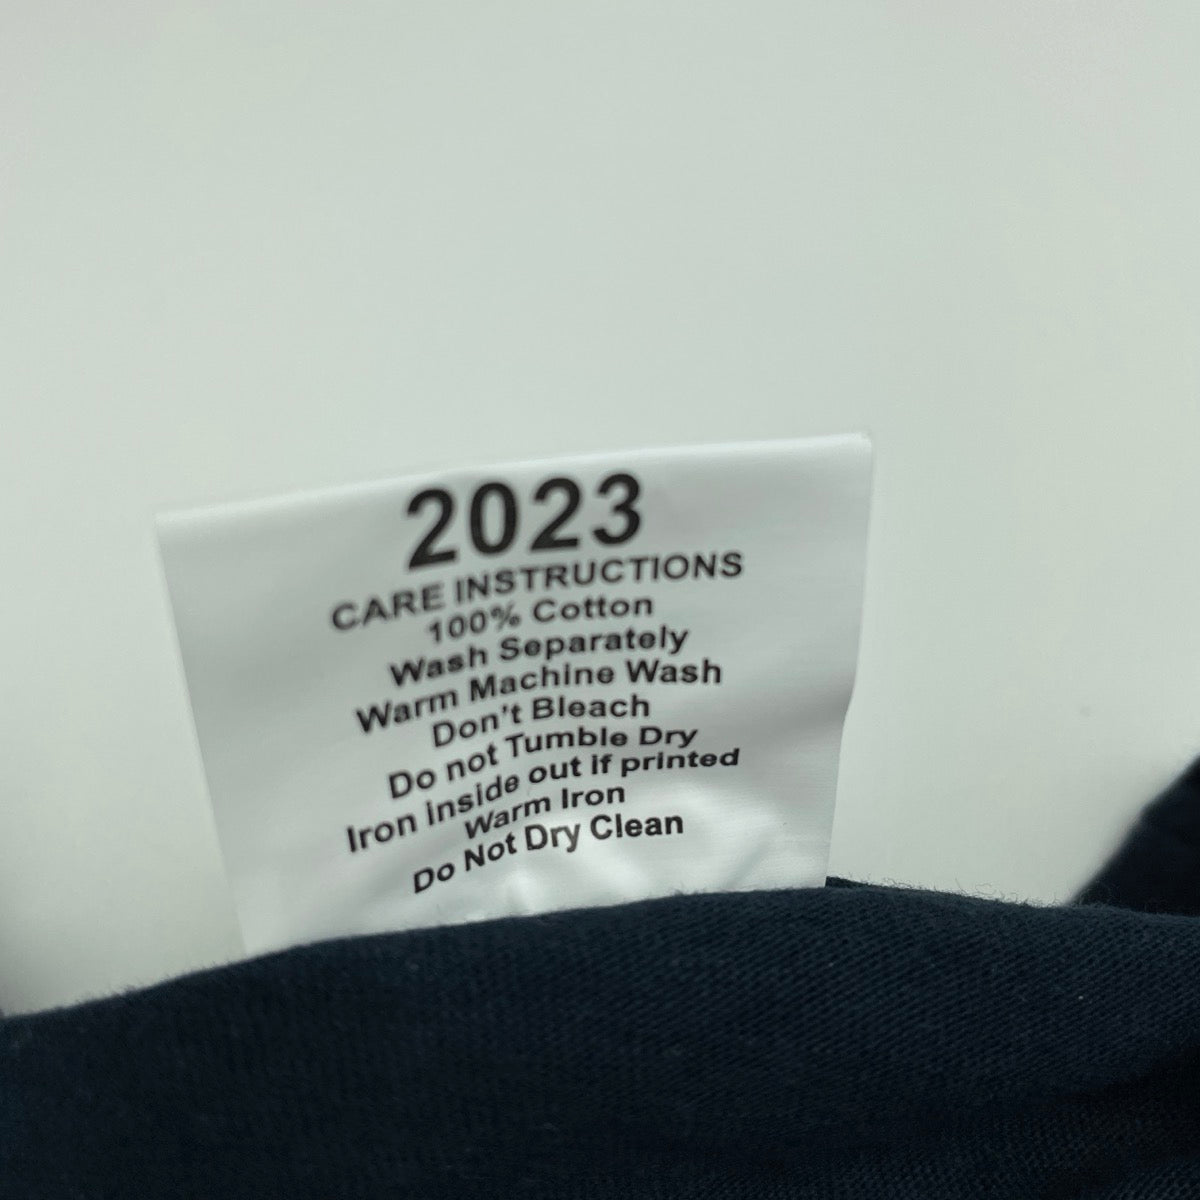 2023
CARE INSTRUCTIONS
100% Cotton
Wash Separately
Warm Machine Wash
Don't Bleach
Do not Tumble Dry
Iron inside out if printed
Warm Iron
Do Not Dry Clean